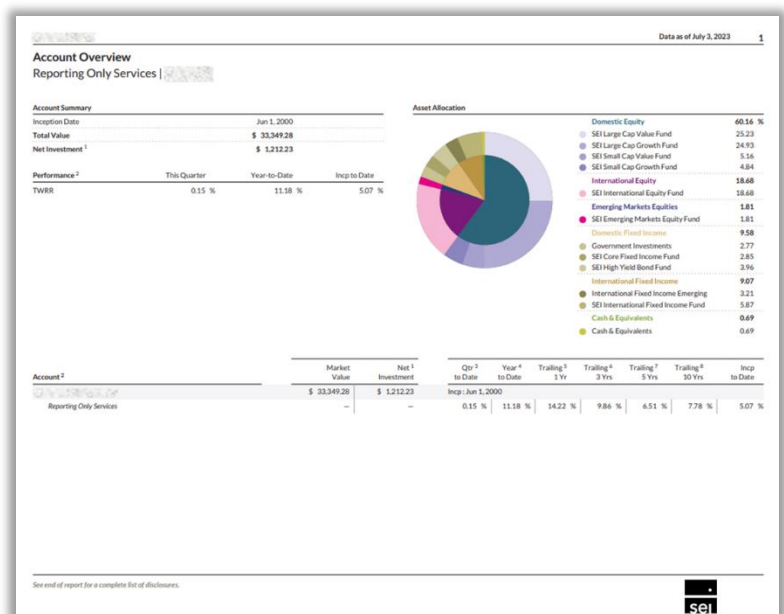 Data as of July 3, 2023 1
Account Overview
Reporting Only Services |
Account Summary
Inception Date Jun 1, 2000
Total Value $ 33,349.28
Net Investment 1 $ 1,212.23
Performance 2 This Quarter Year-to-Date Incp to Date
TWRR 0.15 % 11.18 % 5.07 %
Asset Allocation
Domestic Equity 60.16 %
SEI Large Cap Value Fund 25.23
SEI Large Cap Growth Fund 24.93
SEI Small Cap Value Fund 5.16
SEI Small Cap Growth Fund 4.84
International Equity 18.68
SEI International Equity Fund 18.68
Emerging Markets Equities 1.81
SEI Emerging Markets Equity Fund 1.81
Domestic Fixed Income 9.58
Government Investments 2.77
SEI Core Fixed Income Fund 2.85
SEI High Yield Bond Fund 3.96
International Fixed Income 9.07
International Fixed Income Emerging 3.21
SEI International Fixed Income Fund 5.87
Cash & Equivalents 0.69
Cash & Equivalents 0.69
Account 2 Market Value Net 1 Investment Qtr 3 to Date Year 4 to Date Trailing 5 1 Yr Trailing 6 3 Yrs Trailing 7 5 Yrs Trailing 8 10 Yrs Incp to Date
$ 33,349.28 $ 1,212.23 Incp : Jun 1, 2000
Reporting Only Services — — 0.15 % 11.18 % 14.22 % 9.86 % 6.51 % 7.78 % 5.07 %
See end of report for a complete list of disclosures.
sei